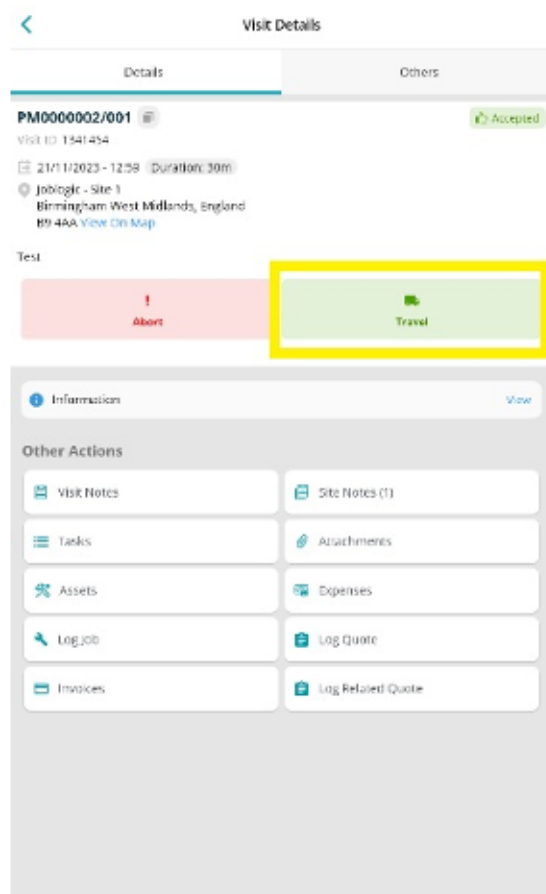 Visit Details
Details Others
PM0000002/001 Accepted
Visit ID 1341454
21/11/2023 - 12:59 Duration: 30m
Joblogic - Site 1
Birmingham West Midlands, England
B9 4AA View On Map
Test
! 
Abort Travel
Information View
Other Actions
Visit Notes Site Notes (1)
Tasks Attachments
Assets Expenses
Log Job Log Quote
Invoices Log Related Quote